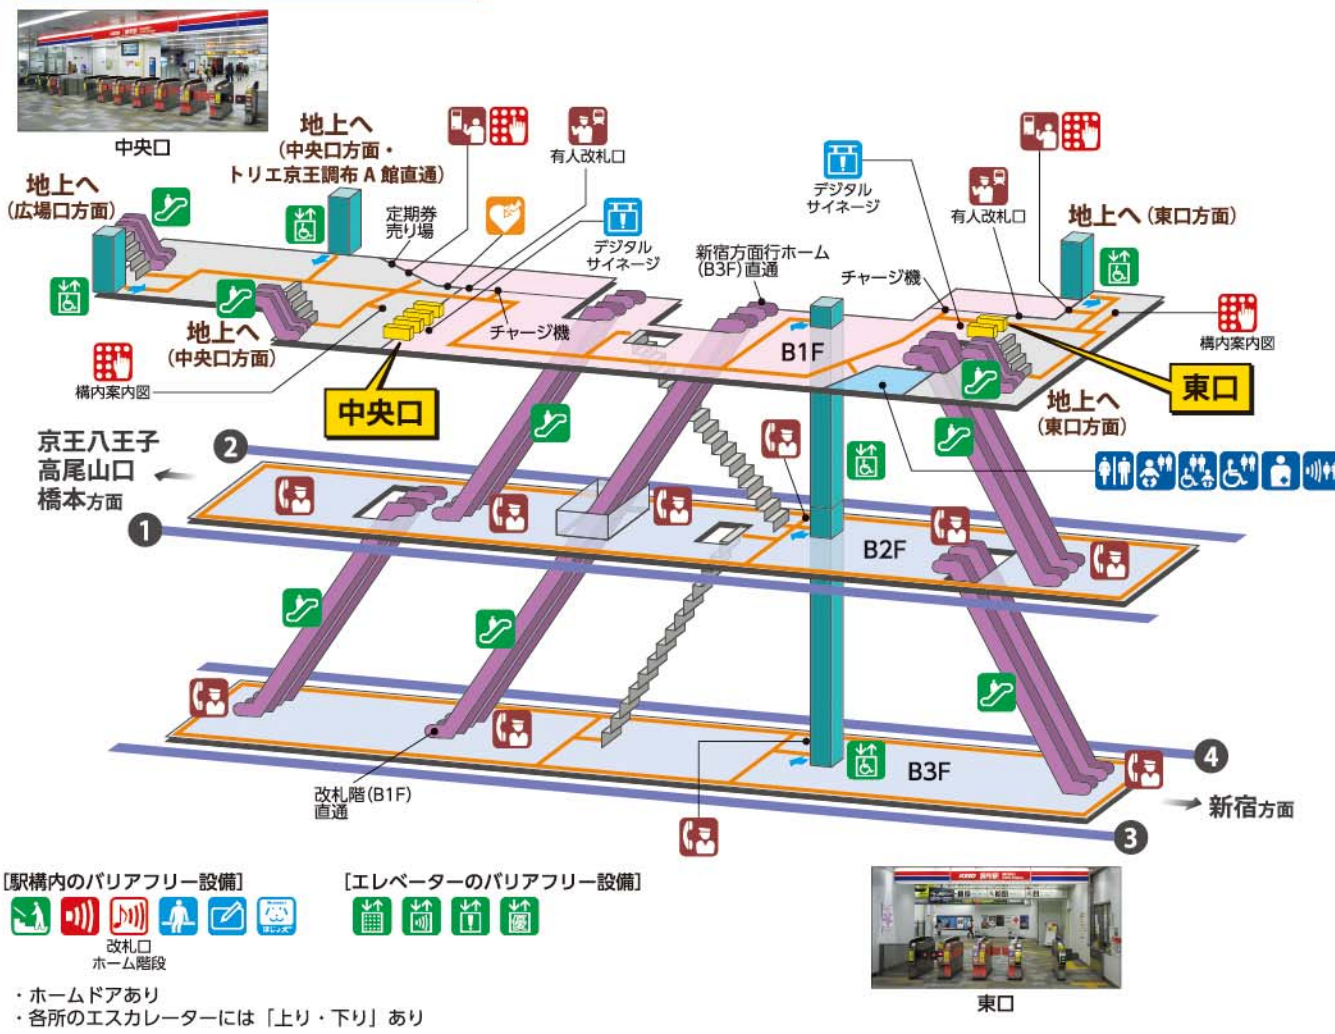 中央口
地上へ
(広場口方面)
地上へ
(中央口方面・
トリエ京王調布 A 館直通)
定期券
売り場
有人改札口
デジタル
サイネージ
新宿方面行ホーム
(B3F)直通
デジタル
サイネージ
有人改札口
チャージ機
地上へ (東口方面)
構内案内図
地上へ
(中央口方面)
チャージ機
構内案内図
中央口
B1F
東口
地上へ
(東口方面)
京王八王子
高尾山口
橋本方面
2
1
B2F
B3F
4
3
新宿方面
改札階(B1F)
直通
[駅構内のバリアフリー設備]
[エレベーターのバリアフリー設備]
優
改札口
ホーム階段
・ホームドアあり
・各所のエスカレーターには「上り・下り」あり
東口